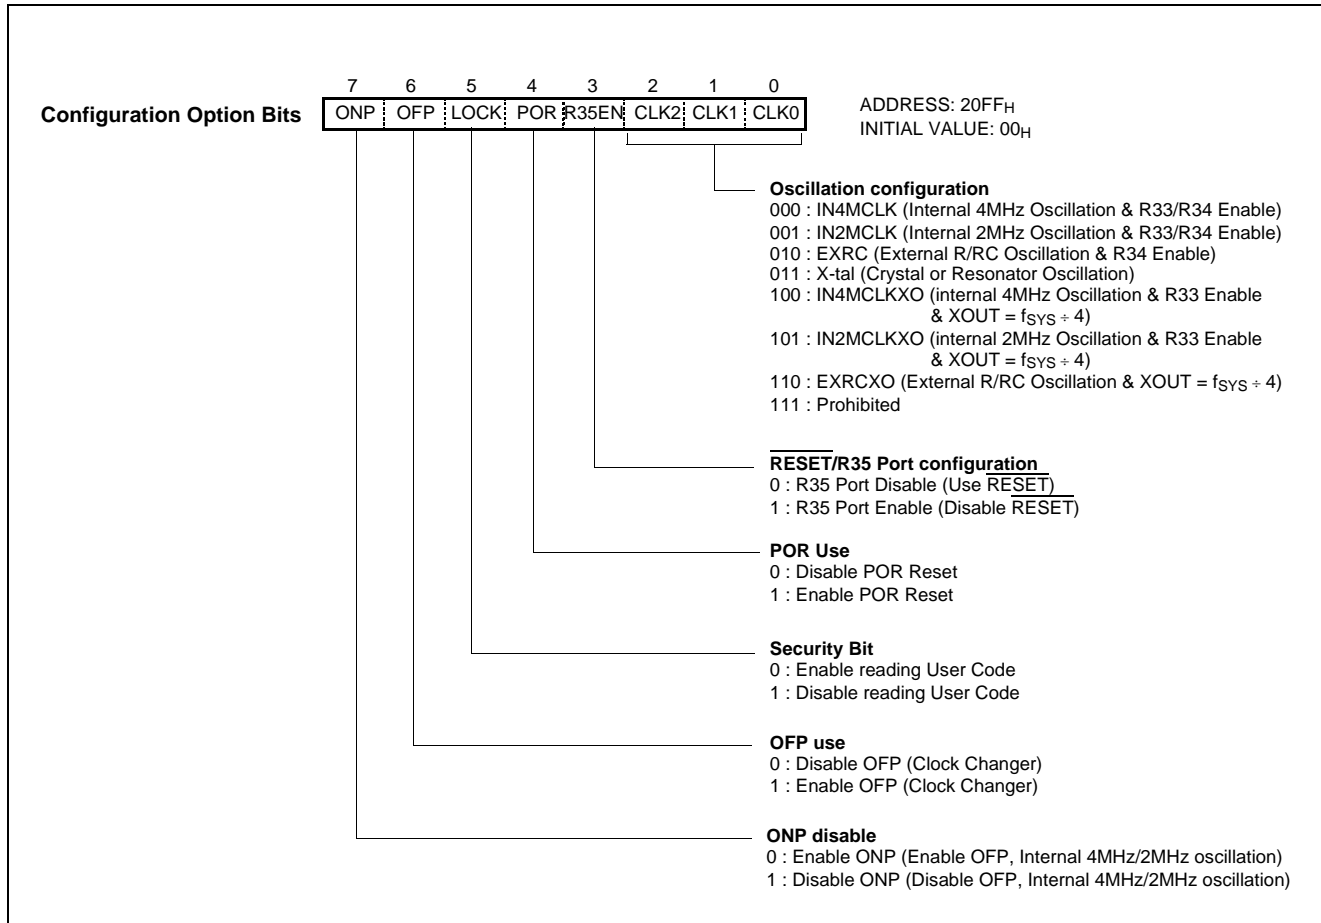 7 6 5 4 3 2 1 0
Configuration Option Bits ONP OFP LOCK POR R35EN CLK2 CLK1 CLK0
ADDRESS: 20FFH
INITIAL VALUE: 00H
Oscillation configuration
000 : IN4MCLK (Internal 4MHz Oscillation & R33/R34 Enable)
001 : IN2MCLK (Internal 2MHz Oscillation & R33/R34 Enable)
010 : EXRC (External R/RC Oscillation & R34 Enable)
011 : X-tal (Crystal or Resonator Oscillation)
100 : IN4MCLKXO (internal 4MHz Oscillation & R33 Enable
& XOUT = fSYS ÷ 4)
101 : IN2MCLKXO (internal 2MHz Oscillation & R33 Enable
& XOUT = fSYS ÷ 4)
110 : EXRCXO (External R/RC Oscillation & XOUT = fSYS ÷ 4)
111 : Prohibited
RESET/R35 Port configuration
0 : R35 Port Disable (Use RESET)
1 : R35 Port Enable (Disable RESET)
POR Use
0 : Disable POR Reset
1 : Enable POR Reset
Security Bit
0 : Enable reading User Code
1 : Disable reading User Code
OFP use
0 : Disable OFP (Clock Changer)
1 : Enable OFP (Clock Changer)
ONP disable
0 : Enable ONP (Enable OFP, Internal 4MHz/2MHz oscillation)
1 : Disable ONP (Disable OFP, Internal 4MHz/2MHz oscillation)